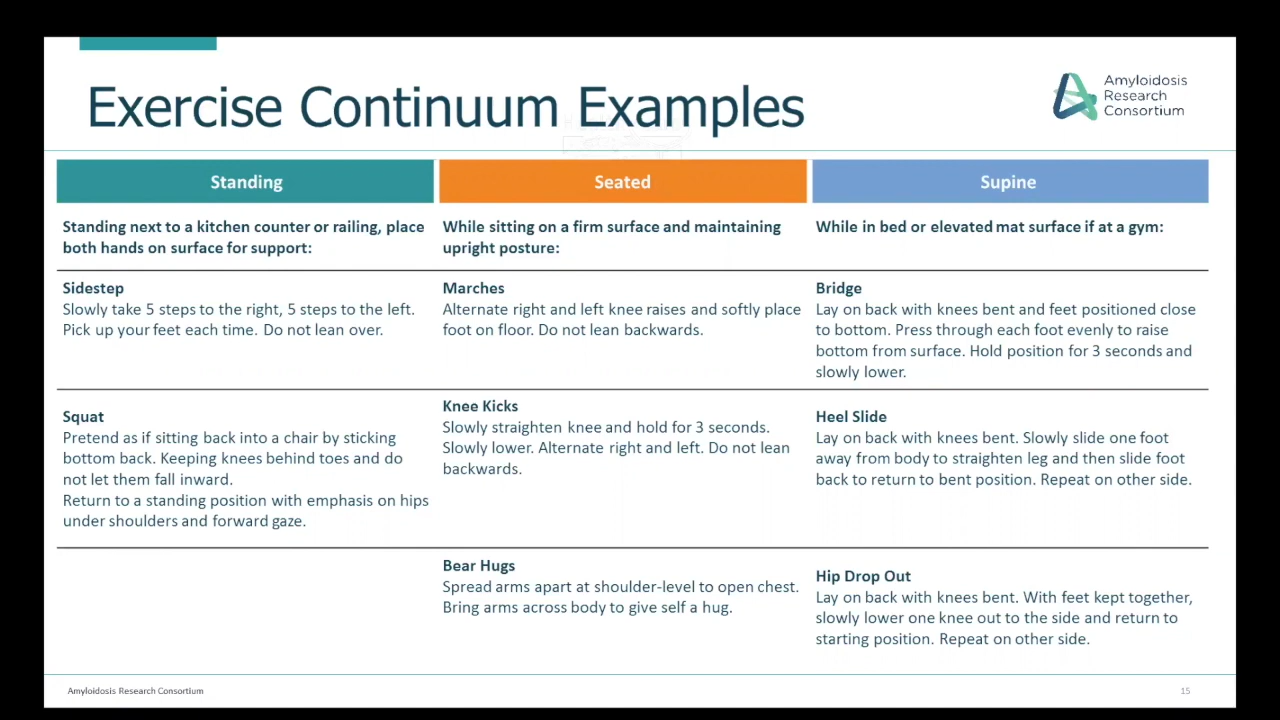 Exercise Continuum Examples
Amyloidosis
Research
Consortium
Standing
Seated
Supine
Standing next to a kitchen counter or railing, place
both hands on surface for support:
While sitting on a firm surface and maintaining
upright posture:
While in bed or elevated mat surface if at a gym:
Sidestep
Slowly take 5 steps to the right, 5 steps to the left.
Pick up your feet each time. Do not lean over.
Marches
Alternate right and left knee raises and softly place
foot on floor. Do not lean backwards.
Bridge
Lay on back with knees bent and feet positioned close
to bottom. Press through each foot evenly to raise
bottom from surface. Hold position for 3 seconds and
slowly lower.
Squat
Pretend as if sitting back into a chair by sticking
bottom back. Keeping knees behind toes and do
not let them fall inward.
Return to a standing position with emphasis on hips
under shoulders and forward gaze.
Knee Kicks
Slowly straighten knee and hold for 3 seconds.
Slowly lower. Alternate right and left. Do not lean
backwards.
Heel Slide
Lay on back with knees bent. Slowly slide one foot
away from body to straighten leg and then slide foot
back to return to bent position. Repeat on other side.
Bear Hugs
Spread arms apart at shoulder-level to open chest.
Bring arms across body to give self a hug.
Hip Drop Out
Lay on back with knees bent. With feet kept together,
slowly lower one knee out to the side and return to
starting position. Repeat on other side.
Amyloidosis Research Consortium
15